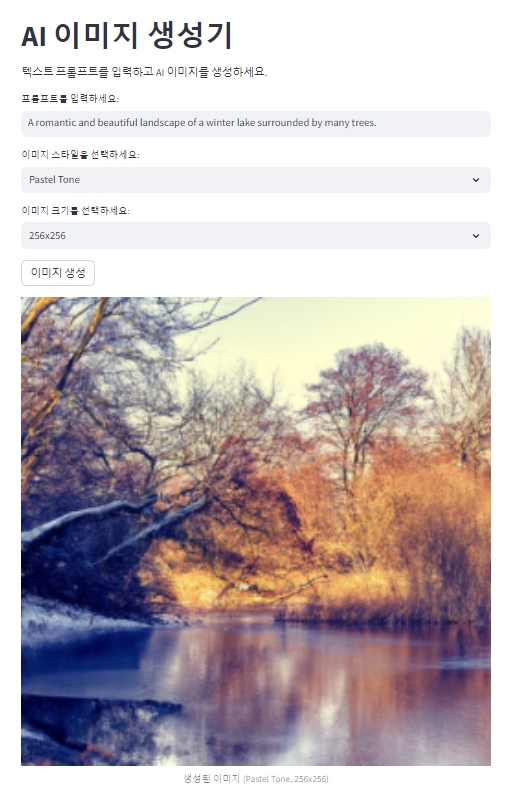 AI 이미지 생성기
텍스트 프롬프트를 입력하고 AI 이미지를 생성하세요.
프롬프트를 입력하세요:
A romantic and beautiful landscape of a winter lake surrounded by many trees.
이미지 스타일을 선택하세요:
Pastel Tone
이미지 크기를 선택하세요:
256x256
이미지 생성
생성된 이미지 (Pastel Tone, 256x256)